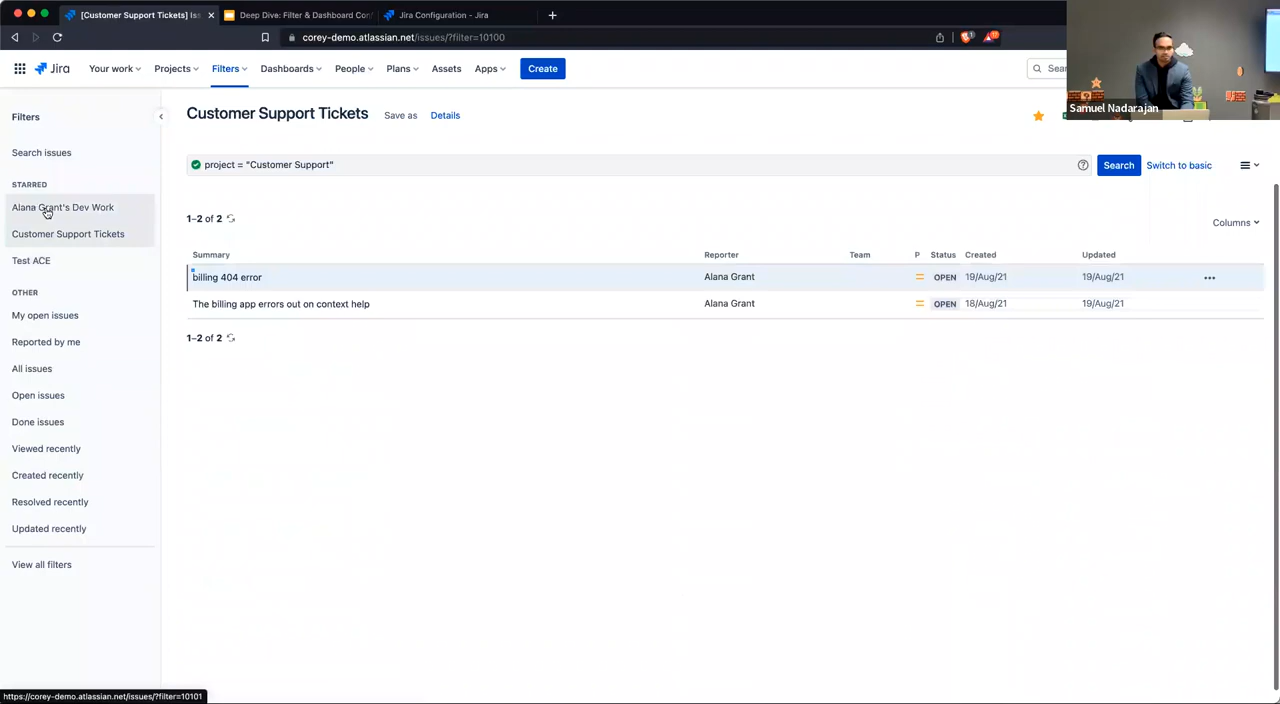 [Customer Support Tickets] Iss
Deep Dive: Filter & Dashboard Con
Jira Configuration - Jira
corey-demo.atlassian.net/issues/?filter=10100
Jira
Your work
Projects
Filters
Dashboards
People
Plans
Assets
Apps
Create
Sear
Samuel Nadarajan
Filters
Search issues
STARRED
Alana Grant's Dev Work
Customer Support Tickets
Test ACE
OTHER
My open issues
Reported by me
All issues
Open issues
Done issues
Viewed recently
Created recently
Resolved recently
Updated recently
View all filters
Customer Support Tickets
Save as
Details
project = "Customer Support"
Search
Switch to basic
1–2 of 2
Columns
Summary Reporter Team P Status Created Updated
billing 404 error Alana Grant OPEN 19/Aug/21 19/Aug/21
The billing app errors out on context help Alana Grant OPEN 18/Aug/21 19/Aug/21
1–2 of 2
https://corey-demo.atlassian.net/issues/?filter=10101